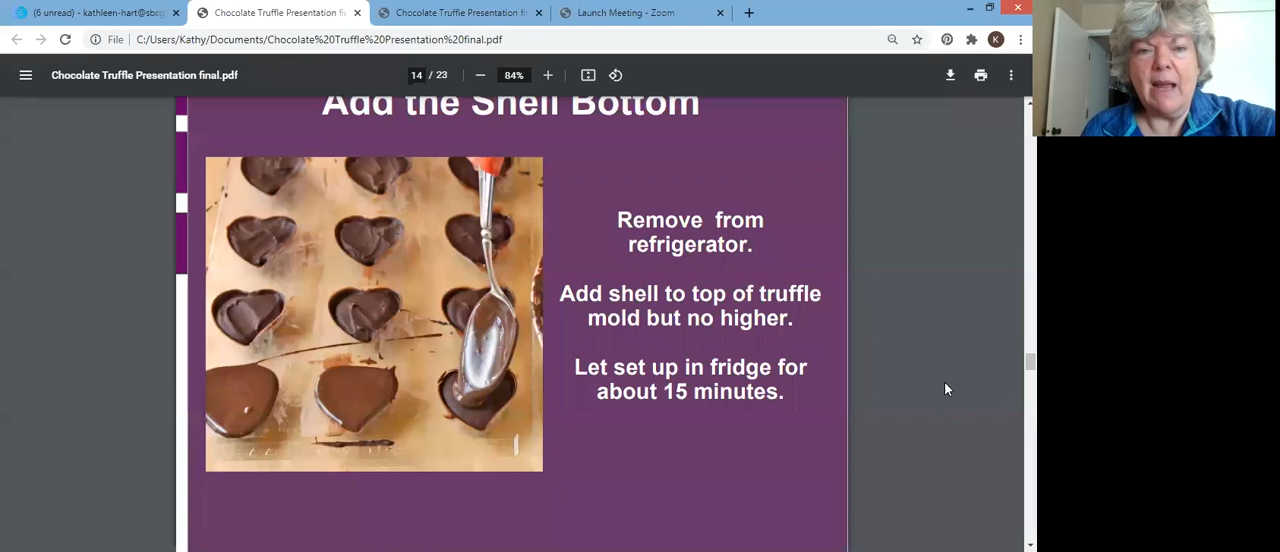 (6 unread) - kathleen-hart@sbcg
Chocolate Truffle Presentation fi
Chocolate Truffle Presentation fi
Launch Meeting - Zoom
File
C:/Users/Kathy/Documents/Chocolate%20Truffle%20Presentation%20final.pdf
K
Chocolate Truffle Presentation final.pdf
14 / 23
84%
Add the Shell Bottom
Remove from
refrigerator.
Add shell to top of truffle
mold but no higher.
Let set up in fridge for
about 15 minutes.